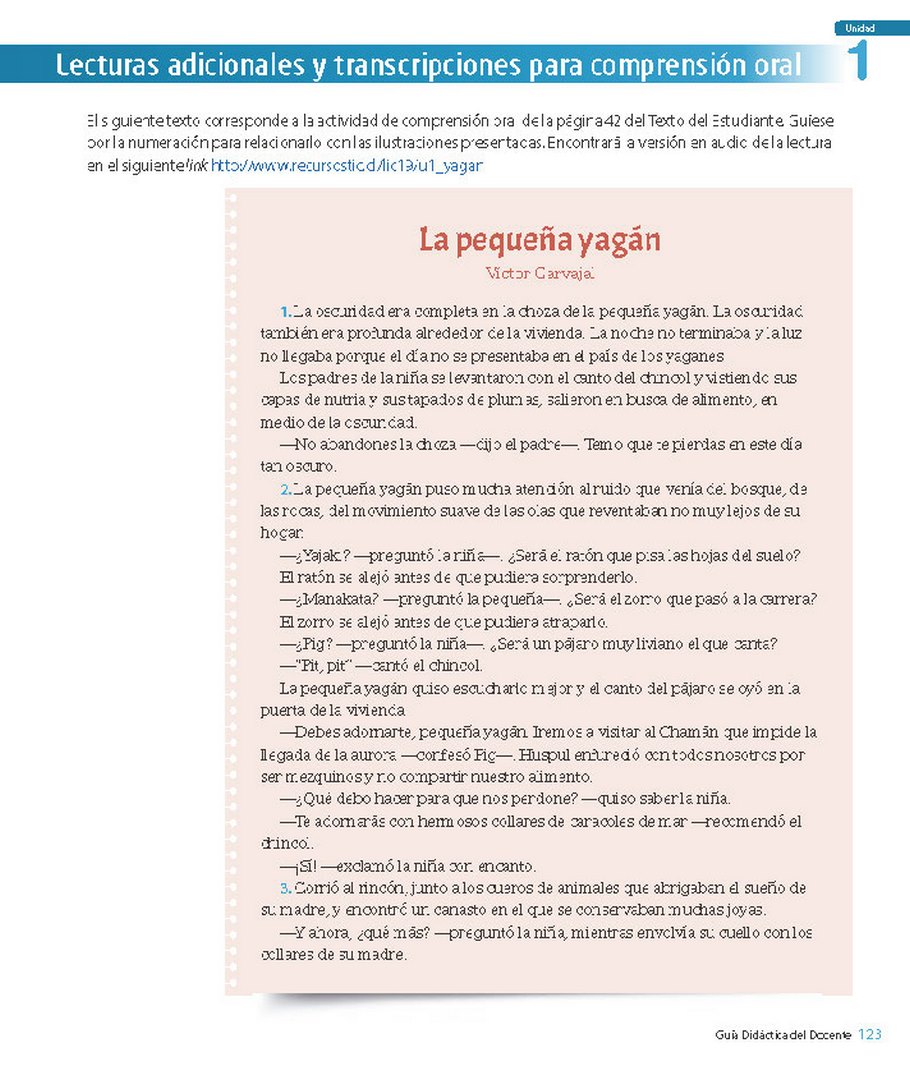 Unidad
1
Lecturas adicionales y transcripciones para comprensión oral
El siguiente texto corresponde a la actividad de comprensión oral de la página 42 del Texto del Estudiante. Guíese
por la numeración para relacionarlo con las ilustraciones presentadas. Encontrará la versión en audio de la lectura
en el siguiente link http://www.recursostic.cl/lic19/u1_yagan
La pequeña yagán
Víctor Carvajal
1. La oscuridad era completa en la choza de la pequeña yagán. La oscuridad
también era profunda alrededor de la vivienda. La noche no terminaba y la luz
no llegaba porque el día no se presentaba en el país de los yaganes.
Los padres de la niña se levantaron con el canto del chincol y vistiendo sus
capas de nutria y sus tapados de plumas, salieron en busca de alimento, en
medio de la oscuridad.
—No abandones la choza —dijo el padre—. Temo que te pierdas en este día
tan oscuro.
2. La pequeña yagán puso mucha atención al ruido que venía del bosque, de
las rocas, del movimiento suave de las olas que reventaban no muy lejos de su
hogar.
—¿Yajaki? —preguntó la niña—. ¿Será el ratón que pisa las hojas del suelo?
El ratón se alejó antes de que pudiera sorprenderlo.
—¿Manakata? —preguntó la pequeña—. ¿Será el zorro que pasó a la carrera?
El zorro se alejó antes de que pudiera atraparlo.
—¿Pig? —preguntó la niña—. ¿Será un pájaro muy liviano el que canta?
—"Pit, pit" —cantó el chincol.
La pequeña yagán quiso escucharlo mejor y el canto del pájaro se oyó en la
puerta de la vivienda.
—Debes adornarte, pequeña yagán. Iremos a visitar al Chamán que impide la
llegada de la aurora —confesó Pig—. Huspul enfureció con todos nosotros por
ser mezquinos y no compartir nuestro alimento.
—¿Qué debo hacer para que nos perdone? —quiso saber la niña.
—Te adornarás con hermosos collares de caracoles de mar —recomendó el
chincol.
—¡Sí! —exclamó la niña con encanto.
3. Corrió al rincón, junto a los cueros de animales que abrigaban el sueño de
su madre, y encontró un canasto en el que se conservaban muchas joyas.
—Y ahora, ¿qué más? —preguntó la niña, mientras envolvía su cuello con los
collares de su madre.
Guía Didáctica del Docente 123